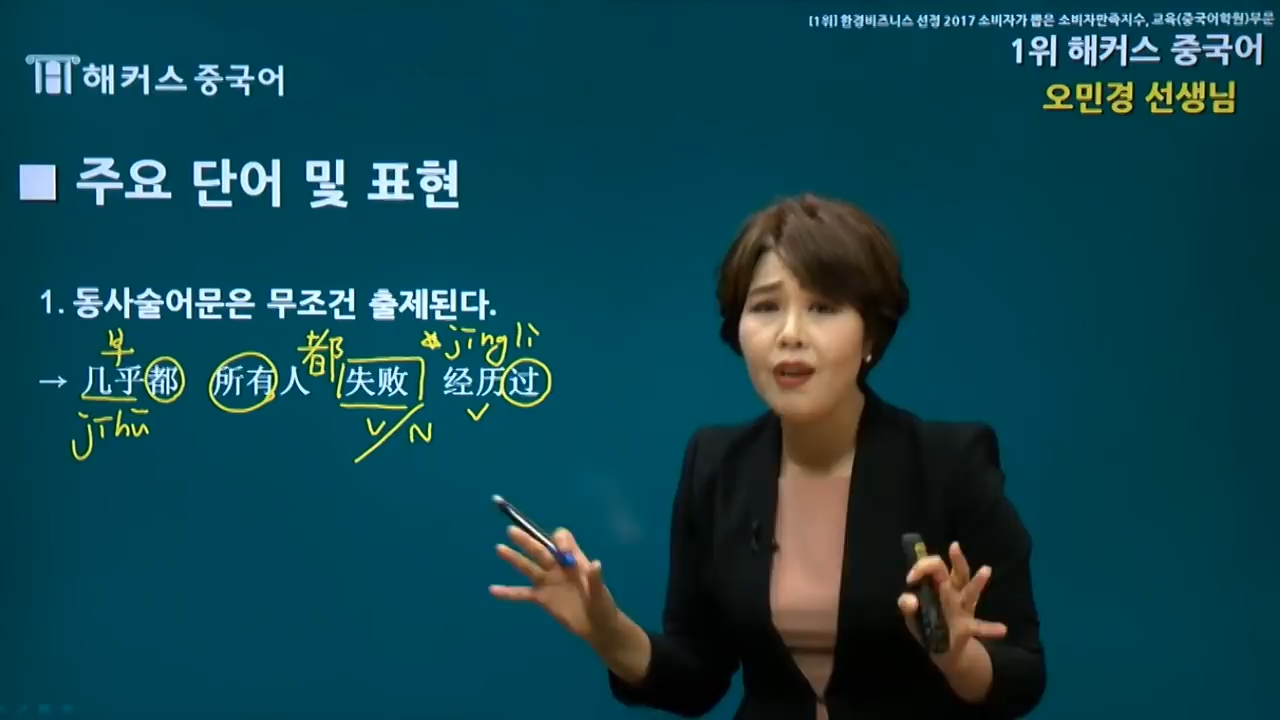 [1위] 한경비즈니스 선정 2017 소비자가 뽑은 소비자만족지수, 교육(중국어학원)부문
1위 해커스 중국어
오민경 선생님
해커스 중국어
주요 단어 및 표현
1. 동사술어문은 무조건 출제된다.
부 都 *jīnglì
→ 几乎都 所有人 失败 经历过
jīhū V/N V